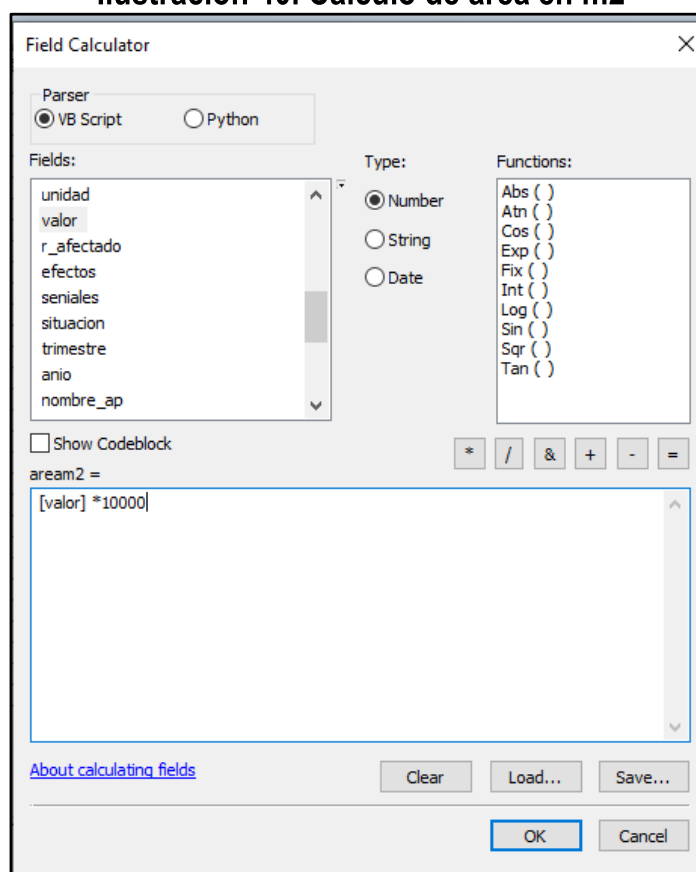 Field Calculator
Parser
VB Script
Python
Fields:
unidad
valor
r_afectado
efectos
seniales
situacion
trimestre
anio
nombre_ap
Type:
Number
String
Date
Functions:
Abs ( )
Atn ( )
Cos ( )
Exp ( )
Fix ( )
Int ( )
Log ( )
Sin ( )
Sqr ( )
Tan ( )
Show Codeblock
* / & + - =
aream2 =
[valor] *10000
About calculating fields
Clear
Load...
Save...
OK
Cancel